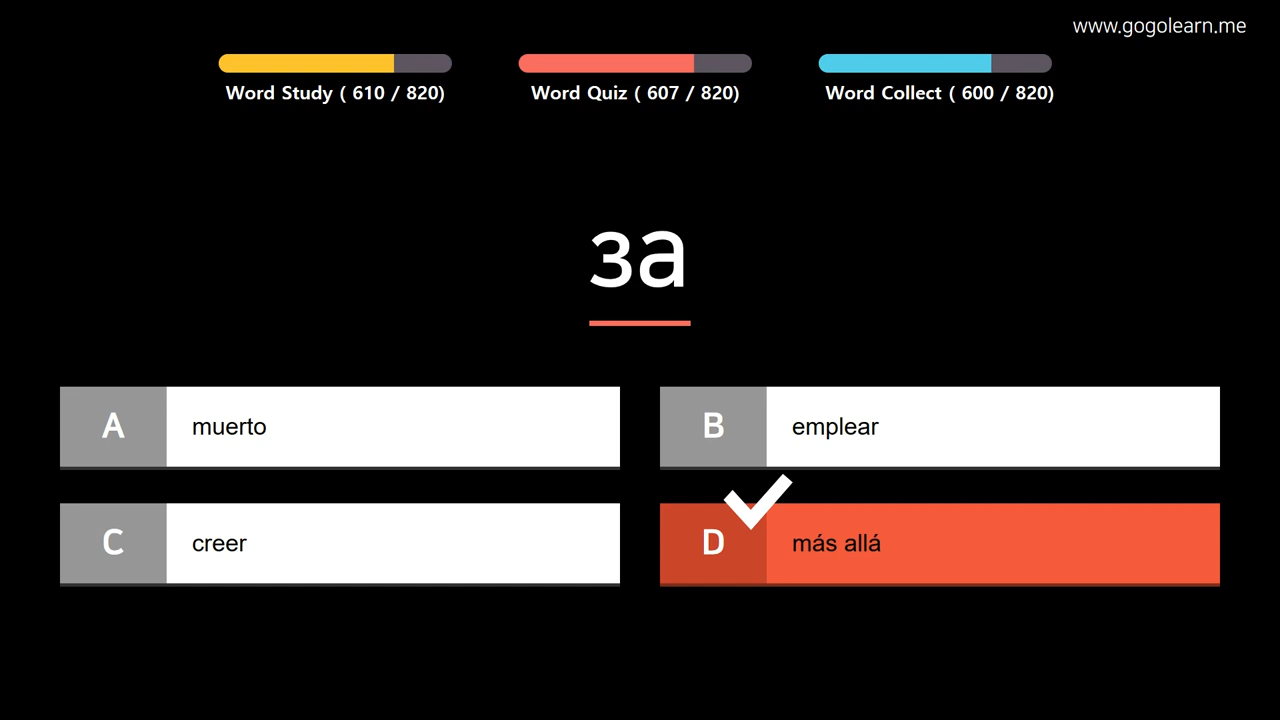 www.gogolearn.me
Word Study ( 610 / 820)
Word Quiz ( 607 / 820)
Word Collect ( 600 / 820)
за
A
muerto
B
emplear
C
creer
D
más allá